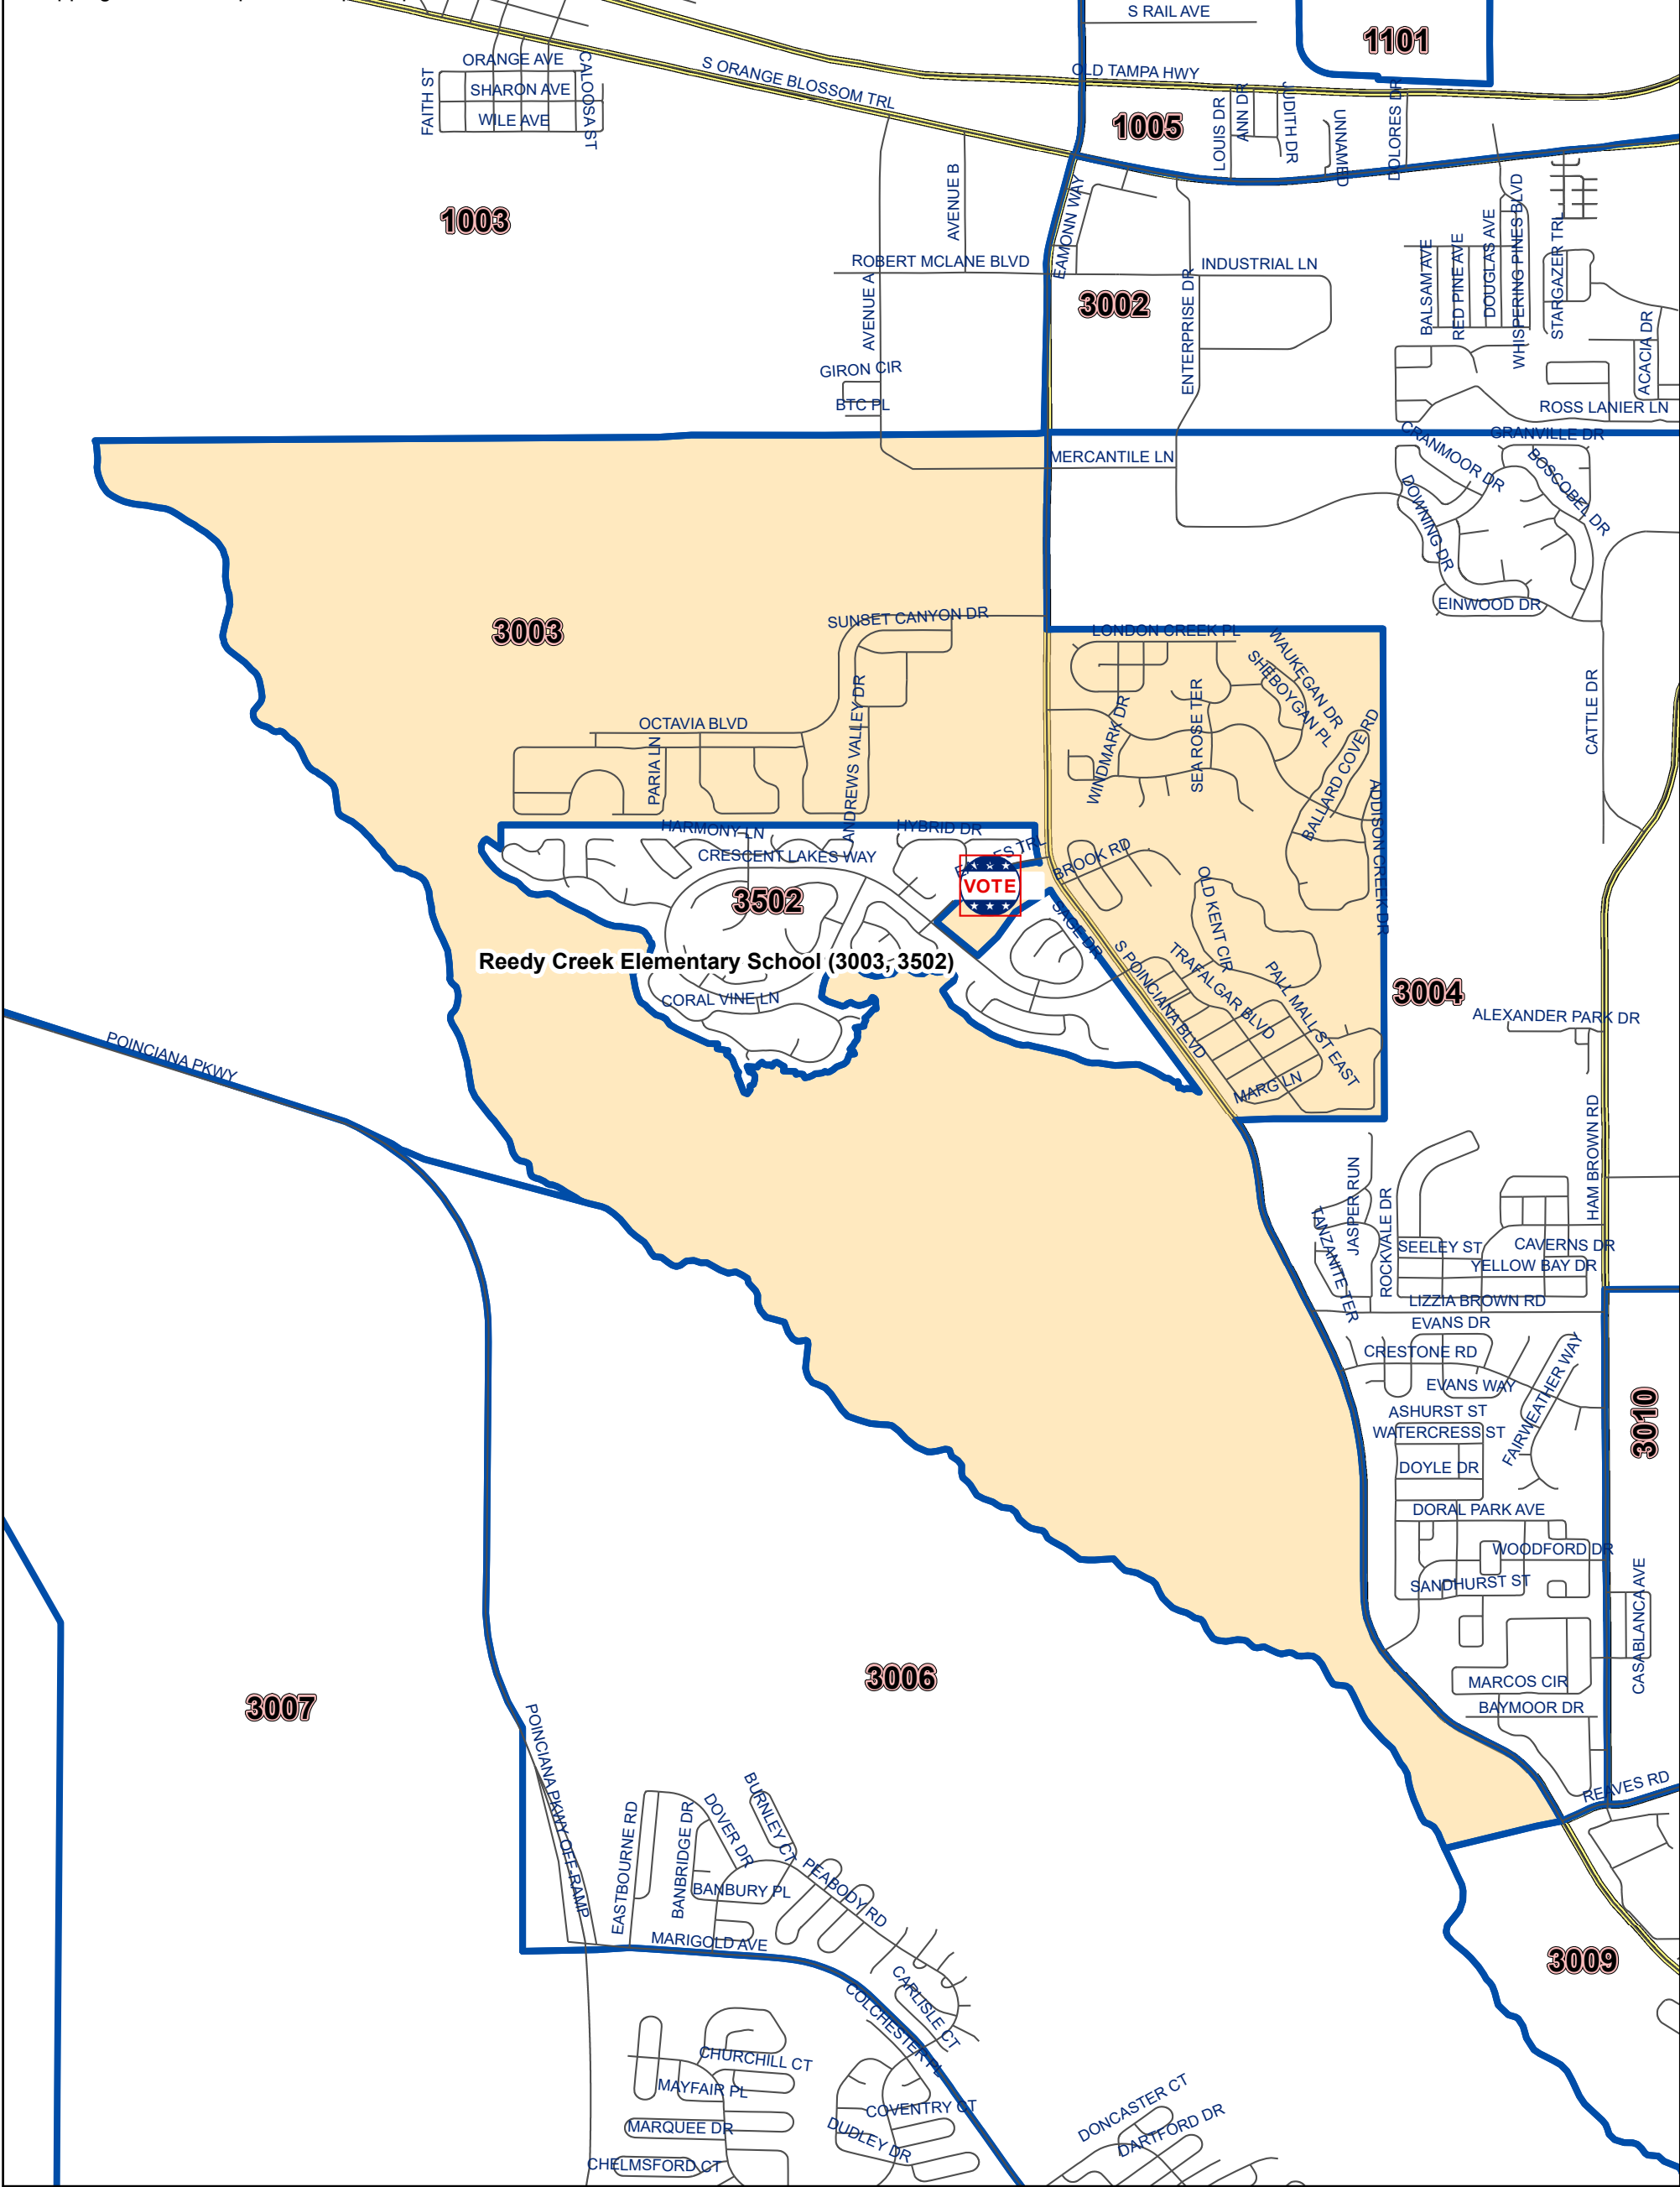 S RAIL AVE
1101
ORANGE AVE
CALOOSA ST
FAITH ST
SHARON AVE
WILE AVE
S ORANGE BLOSSOM TRL
OLD TAMPA HWY
1005
LOUIS DR
ANN DR
JUDITH DR
UNNAMED
DOLORES DR
1003
AVENUE B
EAMONN WAY
ROBERT MCLANE BLVD
INDUSTRIAL LN
AVENUE A
3002
ENTERPRISE DR
BALSAM AVE
RED PINE AVE
DOUGLAS AVE
WHISPERING PINES BLVD
STARGAZER TRL
ACACIA DR
GIRON CIR
BTC PL
ROSS LANIER LN
GRANVILLE DR
CRANMOOR DR
BOSCOBEL DR
MERCANTILE LN
DOWNING DR
EINWOOD DR
3003
SUNSET CANYON DR
LONDON CREEK PL
WAUKEGAN DR
SHEBOYGAN PL
CATTLE DR
OCTAVIA BLVD
PARIA LN
ANDREWS VALLEY DR
WINDMARK DR
SEA ROSE TER
BALLARD COVE RD
ADDISON CREEK DR
HARMONY LN
HYBRID DR
CRESCENT LAKES WAY
BROOK RD
VOTE
3502
OLD KENT CIR
SAGE DR
Reedy Creek Elementary School (3003, 3502)
S POINCIANA BLVD
TRAFALGAR BLVD
PALL MALL ST EAST
3004
CORAL VINE LN
ALEXANDER PARK DR
POINCIANA PKWY
MARG LN
HAM BROWN RD
JASPER RUN
TANZANITE TER
ROCKVALE DR
SEELEY ST
CAVERNS DR
YELLOW BAY DR
LIZZIA BROWN RD
EVANS DR
CRESTONE RD
EVANS WAY
FAIRWEATHER WAY
3010
ASHURST ST
WATERCRESS ST
DOYLE DR
DORAL PARK AVE
WOODFORD DR
SANDHURST ST
CASABLANCA AVE
3006
3007
MARCOS CIR
BAYMOOR DR
REAVES RD
POINCIANA PKWY OFF-RAMP
EASTBOURNE RD
BANBRIDGE DR
DOVER DR
BURNLEY CT
BANBURY PL
PEABODY RD
MARIGOLD AVE
3009
CARLISLE CT
COLCHESTER PL
CHURCHILL CT
MAYFAIR PL
COVENTRY CT
MARQUEE DR
DUDLEY DR
DONCASTER CT
DARTFORD DR
CHELMSFORD CT